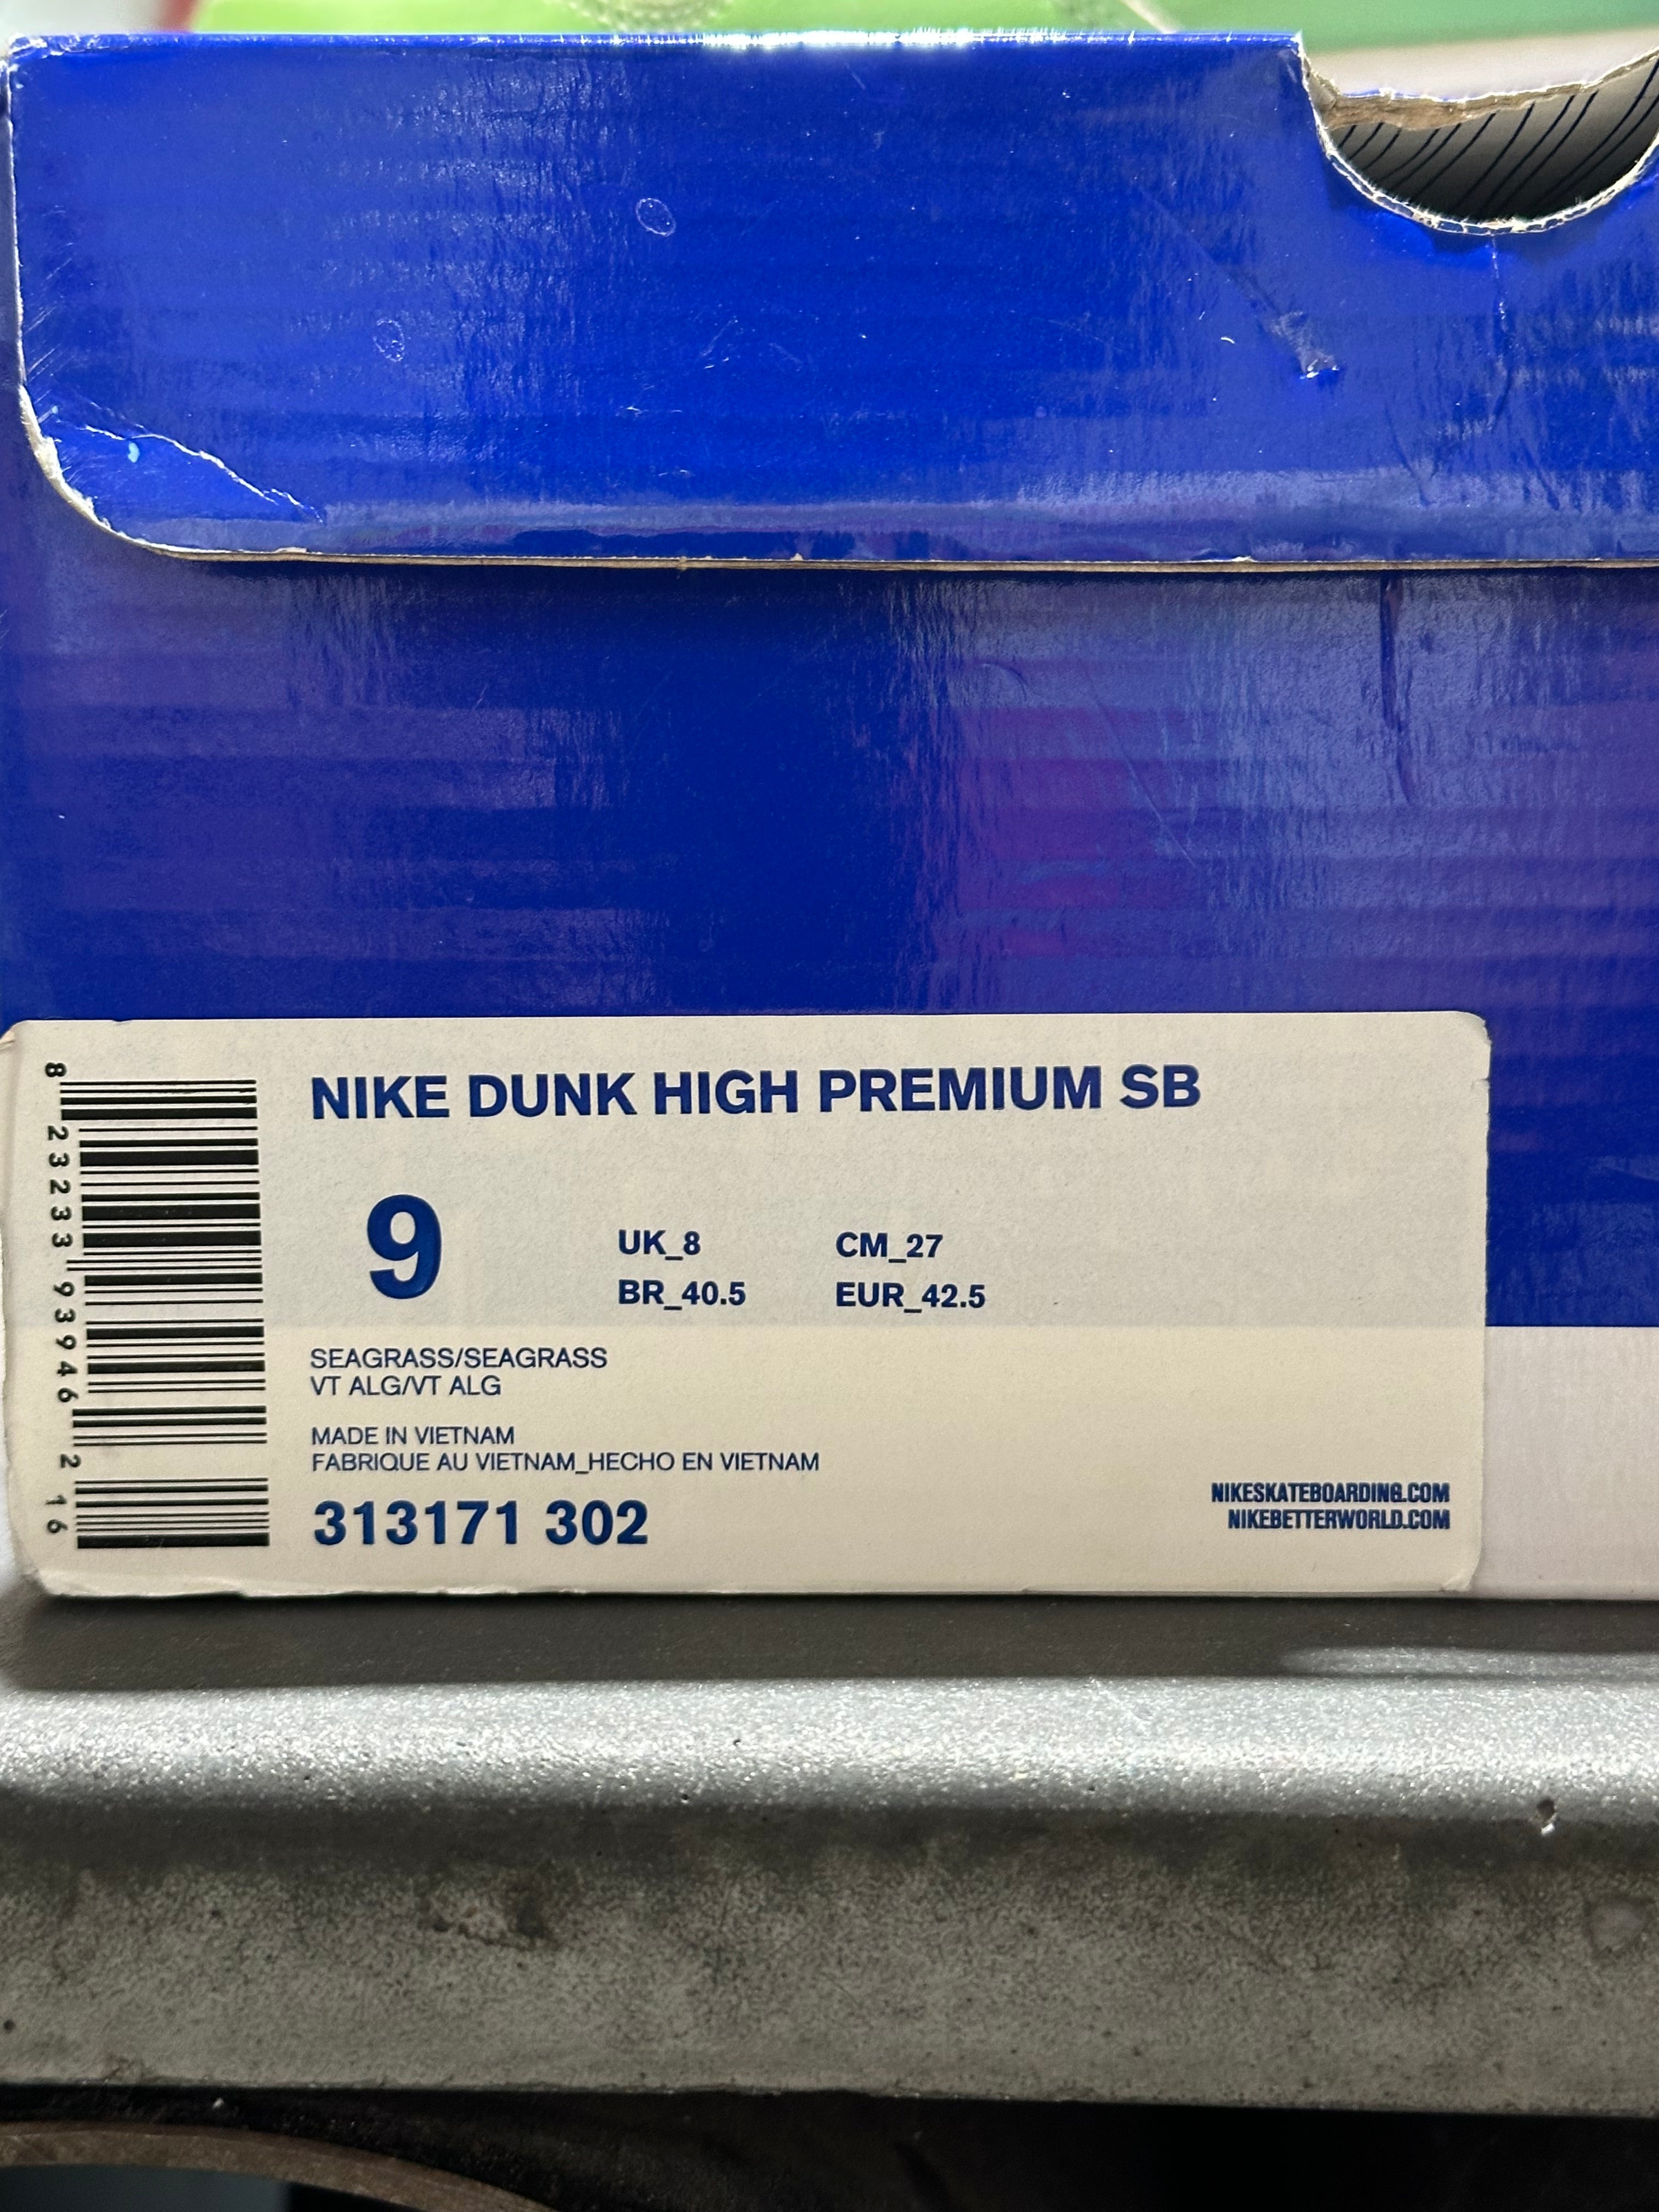 NIKE DUNK HIGH PREMIUM SB
9
UK_8 CM_27
BR_40.5 EUR_42.5
SEAGRASS/SEAGRASS
VT ALG/VT ALG
MADE IN VIETNAM
FABRIQUE AU VIETNAM_HECHO EN VIETNAM
313171 302
NIKESKATEBOARDING.COM
NIKEBETTERWORLD.COM
8 23233 93946 2 16